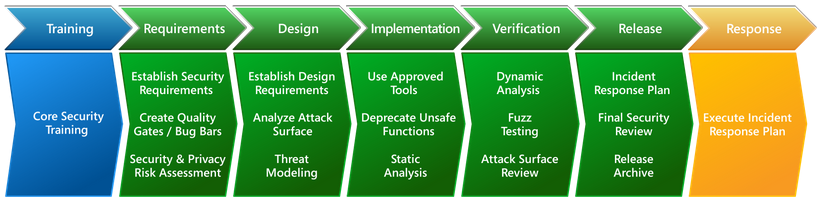 Training
Requirements
Design
Implementation
Verification
Release
Response
Core Security
Training
Establish Security
Requirements
Create Quality
Gates / Bug Bars
Security & Privacy
Risk Assessment
Establish Design
Requirements
Analyze Attack
Surface
Threat
Modeling
Use Approved
Tools
Deprecate Unsafe
Functions
Static
Analysis
Dynamic
Analysis
Fuzz
Testing
Attack Surface
Review
Incident
Response Plan
Final Security
Review
Release
Archive
Execute Incident
Response Plan